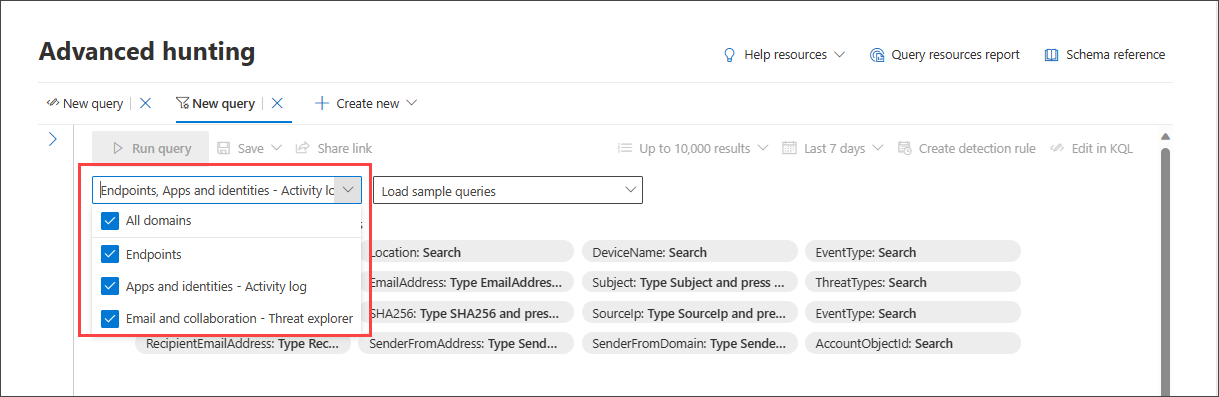 Advanced hunting
Help resources
Query resources report
Schema reference
New query
New query
Create new
Run query
Save
Share link
Up to 10,000 results
Last 7 days
Create detection rule
Edit in KQL
Endpoints, Apps and identities - Activity lo
Load sample queries
All domains
Endpoints
Apps and identities - Activity log
Email and collaboration - Threat explorer
Location: Search
DeviceName: Search
EventType: Search
EmailAddress: Type EmailAddres...
Subject: Type Subject and press ...
ThreatTypes: Search
SHA256: Type SHA256 and pres...
SourceIp: Type SourceIp and pre...
EventType: Search
RecipientEmailAddress: Type Rec...
SenderFromAddress: Type Send...
SenderFromDomain: Type Sende...
AccountObjectId: Search